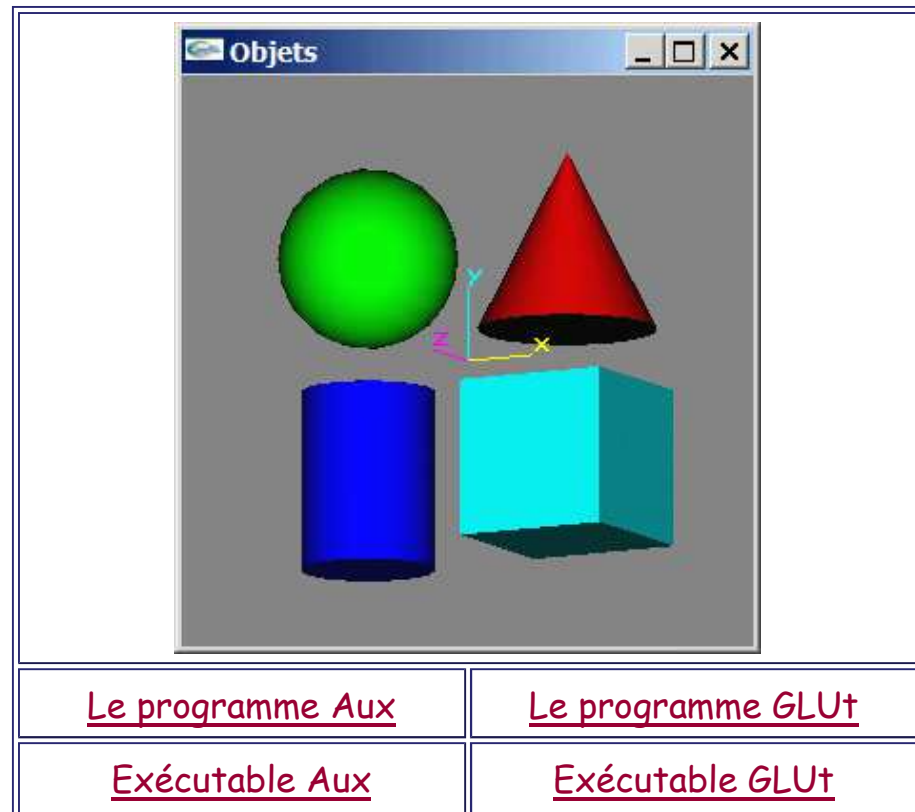 Objets
Y
Z
X
Le programme Aux
Le programme GLUt
Exécutable Aux
Exécutable GLUt